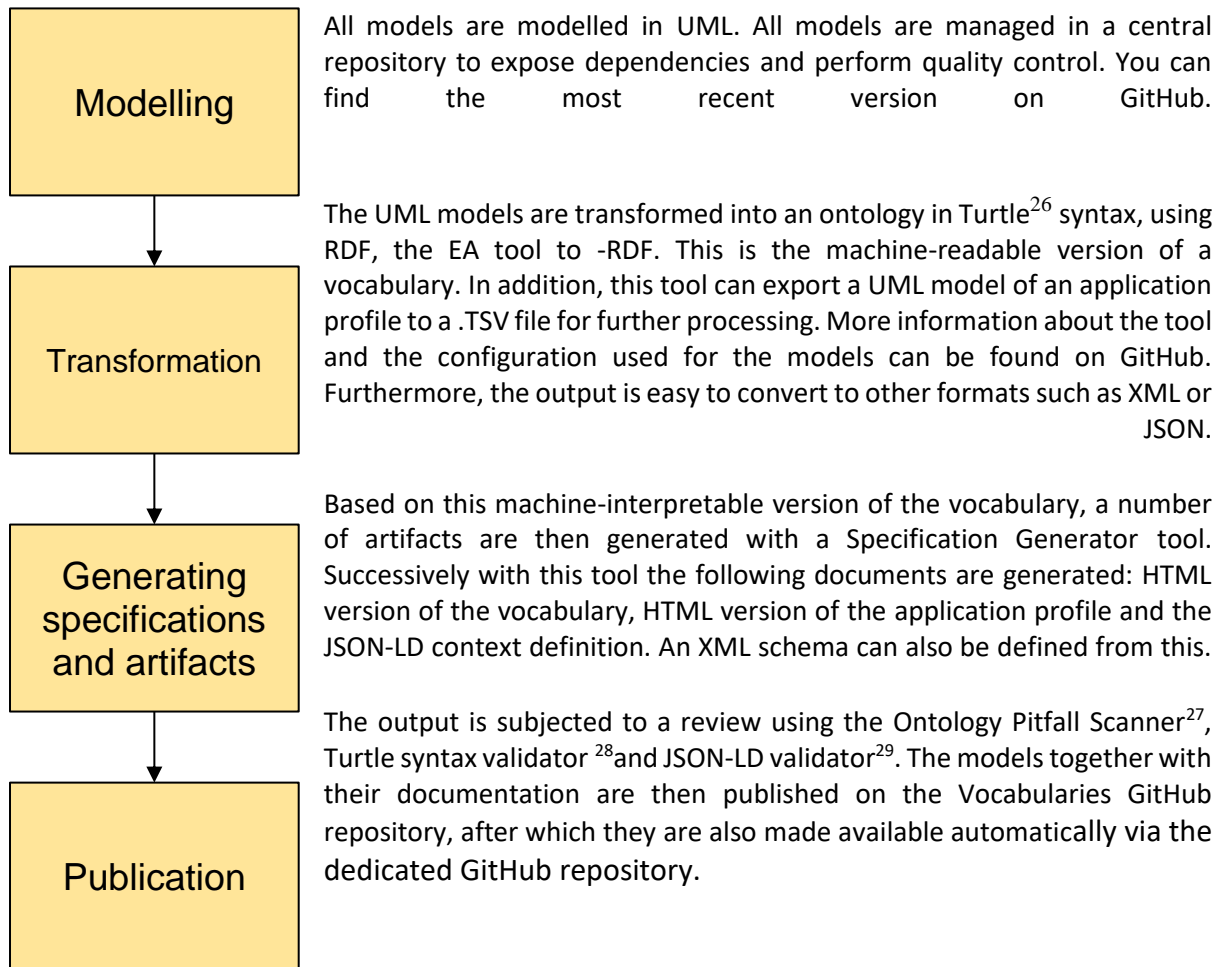 Modelling
All models are modelled in UML. All models are managed in a central
repository to expose dependencies and perform quality control. You can
find the most recent version on GitHub.
Transformation
The UML models are transformed into an ontology in Turtle26 syntax, using
RDF, the EA tool to -RDF. This is the machine-readable version of a
vocabulary. In addition, this tool can export a UML model of an application
profile to a .TSV file for further processing. More information about the tool
and the configuration used for the models can be found on GitHub.
Furthermore, the output is easy to convert to other formats such as XML or
JSON.
Generating
specifications
and artifacts
Based on this machine-interpretable version of the vocabulary, a number
of artifacts are then generated with a Specification Generator tool.
Successively with this tool the following documents are generated: HTML
version of the vocabulary, HTML version of the application profile and the
JSON-LD context definition. An XML schema can also be defined from this.
Publication
The output is subjected to a review using the Ontology Pitfall Scanner27,
Turtle syntax validator 28and JSON-LD validator29. The models together with
their documentation are then published on the Vocabularies GitHub
repository, after which they are also made available automatically via the
dedicated GitHub repository.